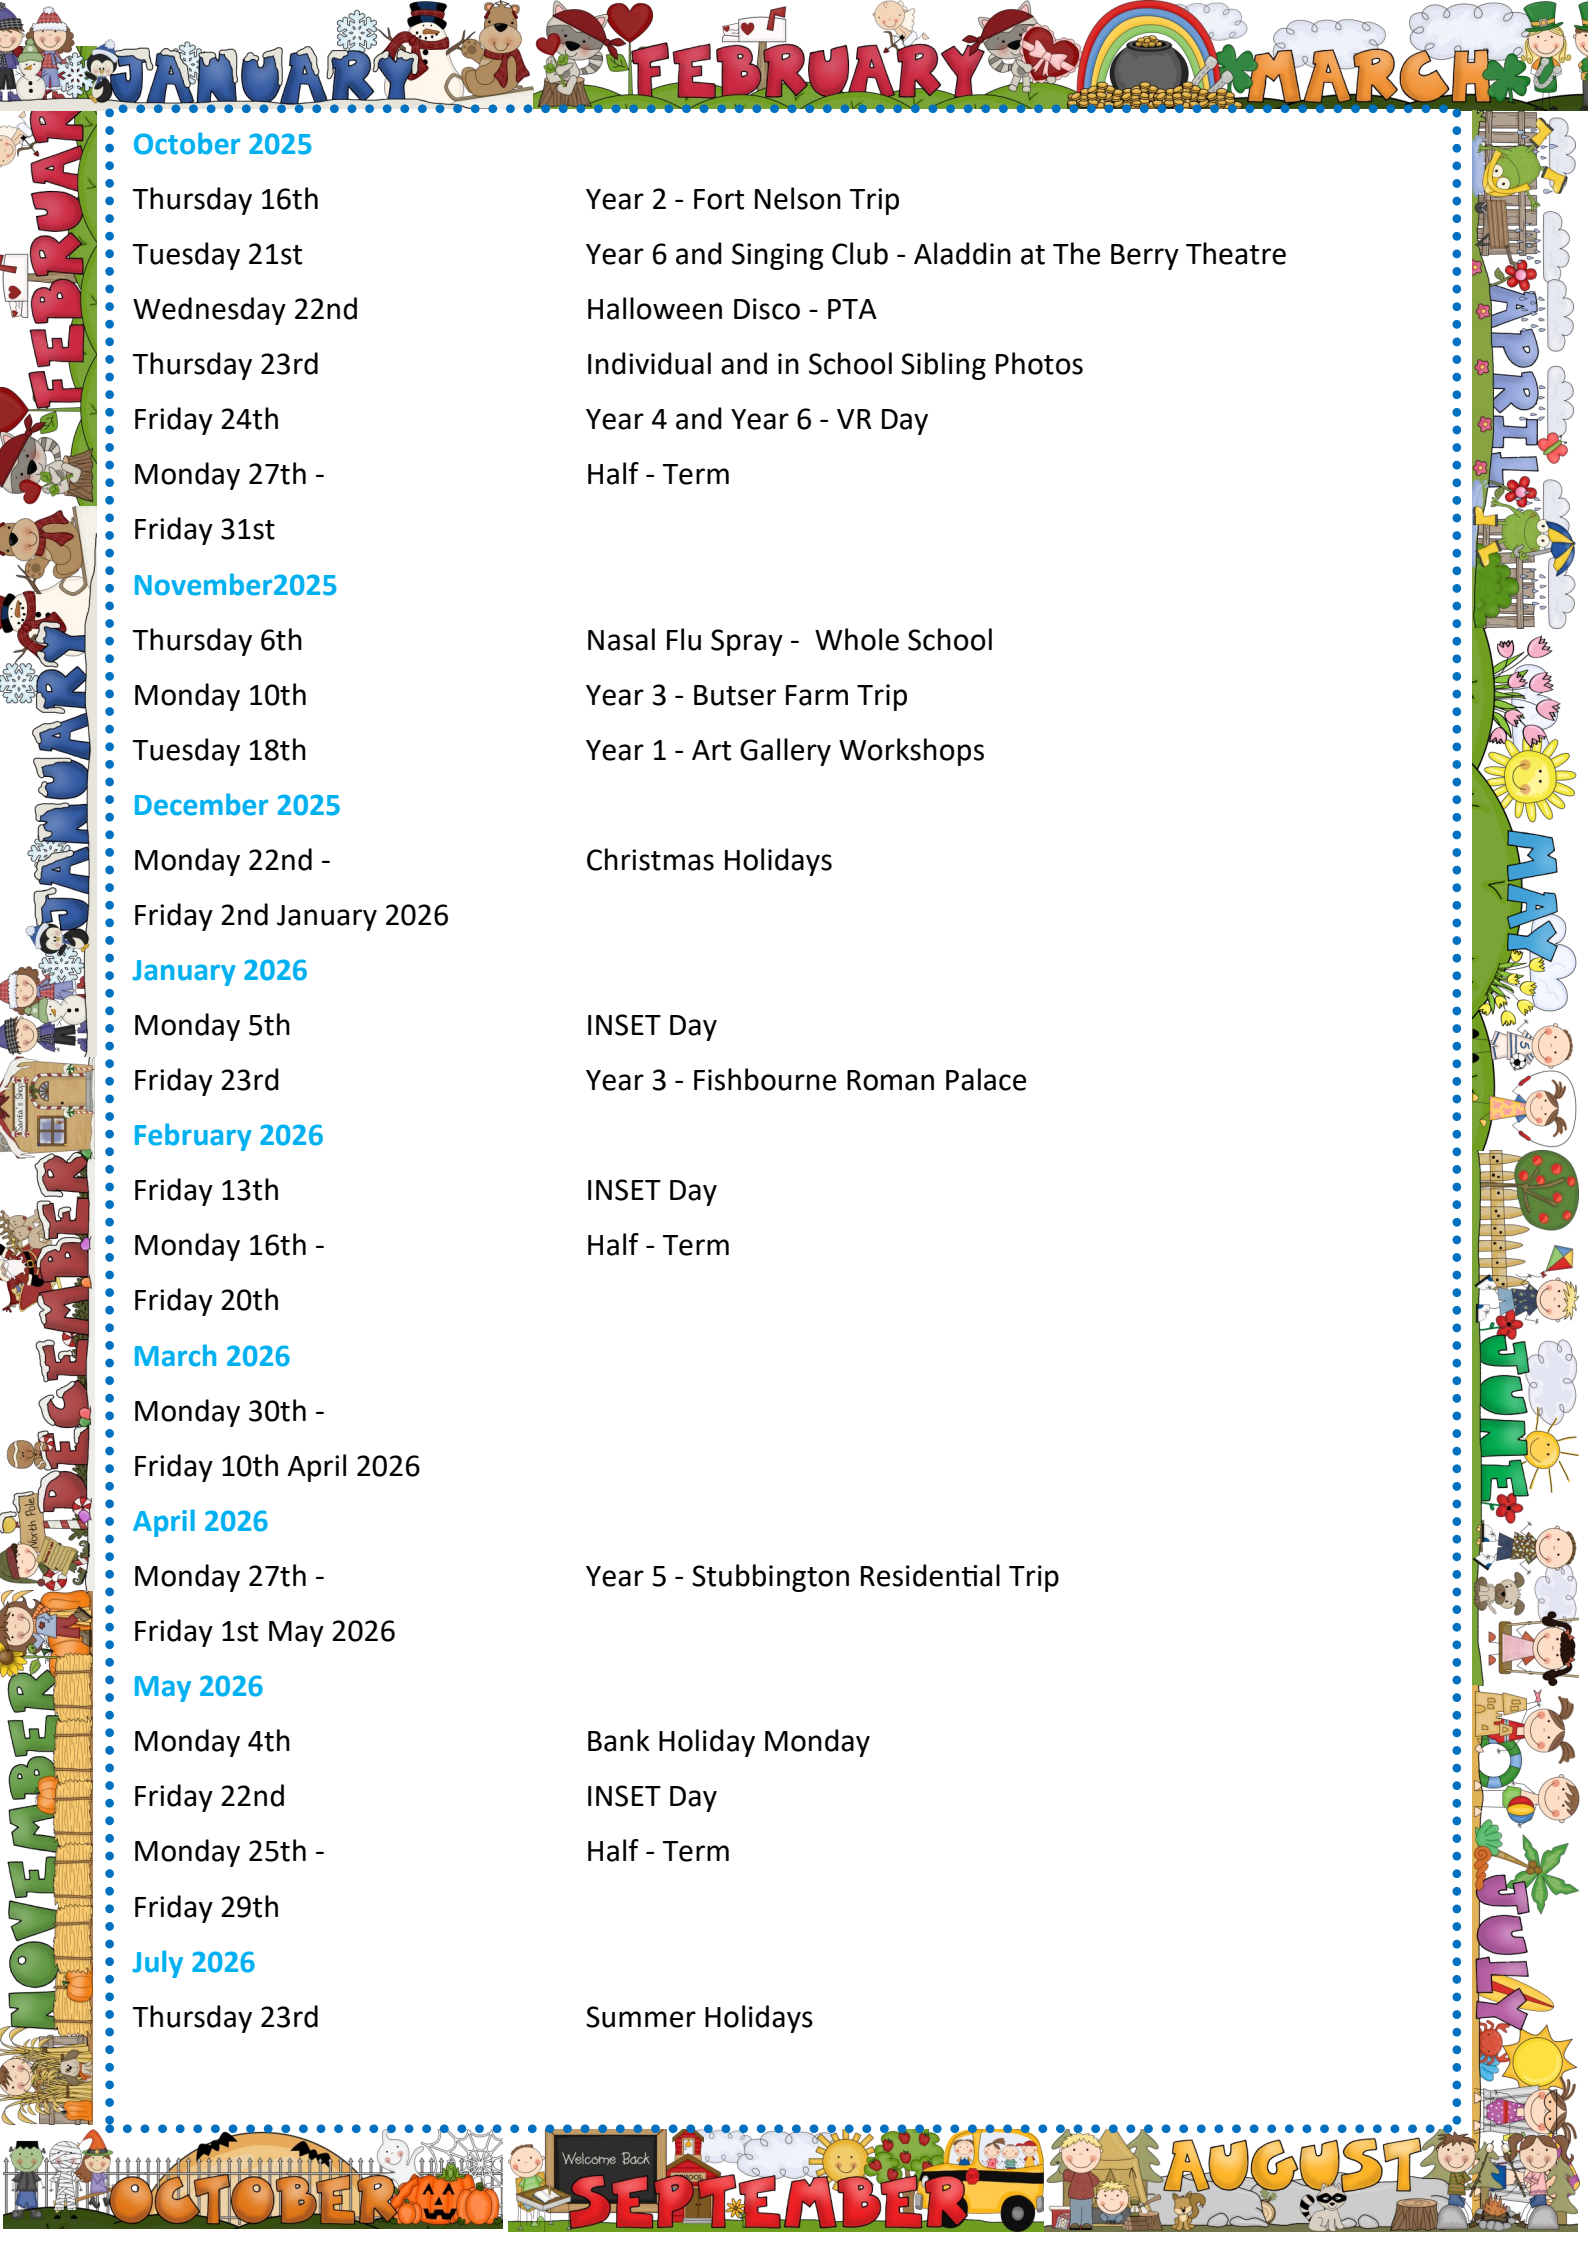 JANUARY
FEBRUARY
MARCH
October 2025
Thursday 16th Year 2 - Fort Nelson Trip
Tuesday 21st Year 6 and Singing Club - Aladdin at The Berry Theatre
Wednesday 22nd Halloween Disco - PTA
Thursday 23rd Individual and in School Sibling Photos
Friday 24th Year 4 and Year 6 - VR Day
Monday 27th - Half - Term
Friday 31st
November2025
Thursday 6th Nasal Flu Spray -  Whole School
Monday 10th Year 3 - Butser Farm Trip
Tuesday 18th Year 1 - Art Gallery Workshops
December 2025
Monday 22nd - Christmas Holidays
Friday 2nd January 2026
January 2026
Monday 5th INSET Day
Friday 23rd Year 3 - Fishbourne Roman Palace
February 2026
Friday 13th INSET Day
Monday 16th - Half - Term
Friday 20th
March 2026
Monday 30th -
Friday 10th April 2026
April 2026
Monday 27th - Year 5 - Stubbington Residential Trip
Friday 1st May 2026
May 2026
Monday 4th Bank Holiday Monday
Friday 22nd INSET Day
Monday 25th - Half - Term
Friday 29th
July 2026
Thursday 23rd Summer Holidays
FEBRUAR
JANUARY
Santa's Shop
DECEMBER
North Pole
NOVEMBER
APRIL
MAY
JUNE
JULY
OCTOBER
Welcome Back
SCHOOL
SEPTEMBER
AUGUST